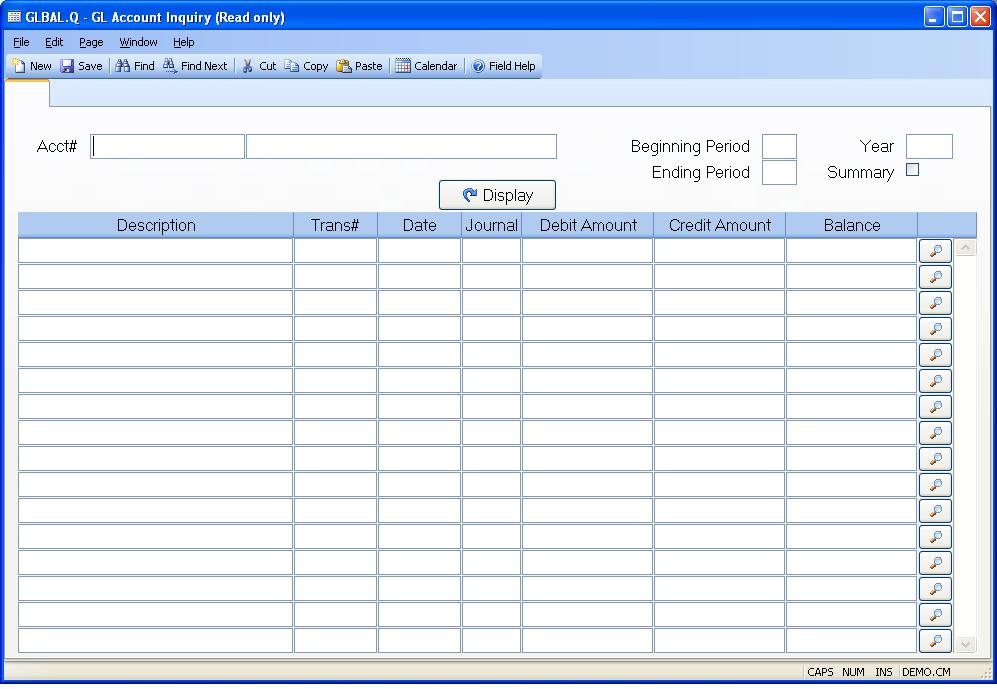 GLBAL.Q - GL Account Inquiry (Read only)
File Edit Page Window Help
New Save Find Find Next Cut Copy Paste Calendar Field Help
Acct# Beginning Period Year
Ending Period Summary
Display
Description Trans# Date Journal Debit Amount Credit Amount Balance
CAPS NUM INS DEMO.CM